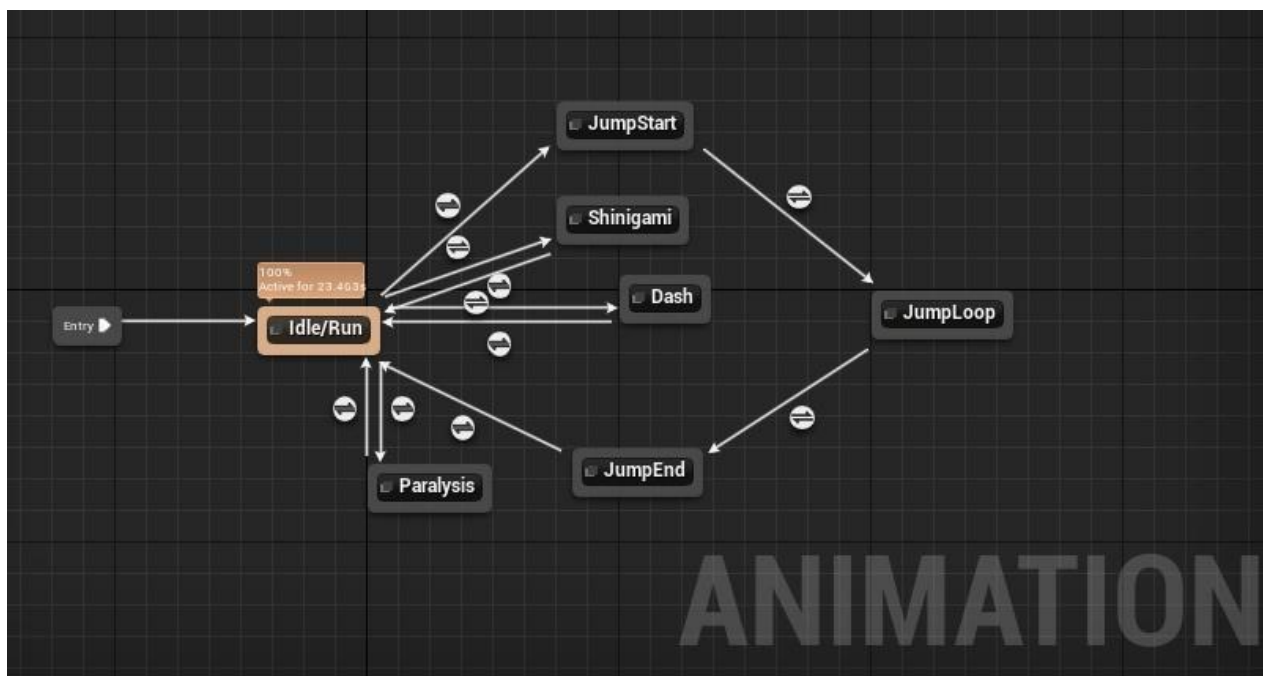 JumpStart
Shinigami
100%
Active for 23.463s
Dash
Entry
Idle/Run
JumpLoop
JumpEnd
Paralysis
ANIMATION